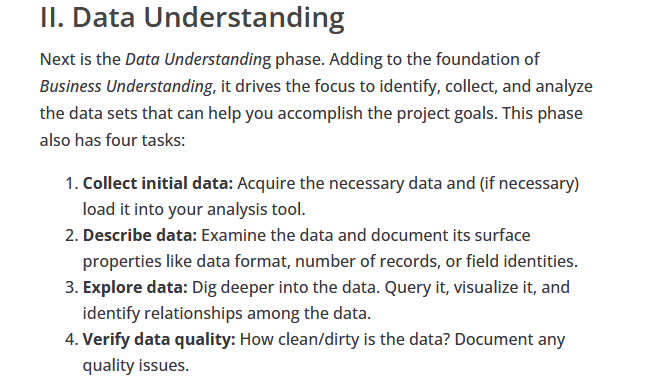 II. Data Understanding
Next is the Data Understanding phase. Adding to the foundation of
Business Understanding, it drives the focus to identify, collect, and analyze
the data sets that can help you accomplish the project goals. This phase
also has four tasks:
1. Collect initial data: Acquire the necessary data and (if necessary)
load it into your analysis tool.
2. Describe data: Examine the data and document its surface
properties like data format, number of records, or field identities.
3. Explore data: Dig deeper into the data. Query it, visualize it, and
identify relationships among the data.
4. Verify data quality: How clean/dirty is the data? Document any
quality issues.